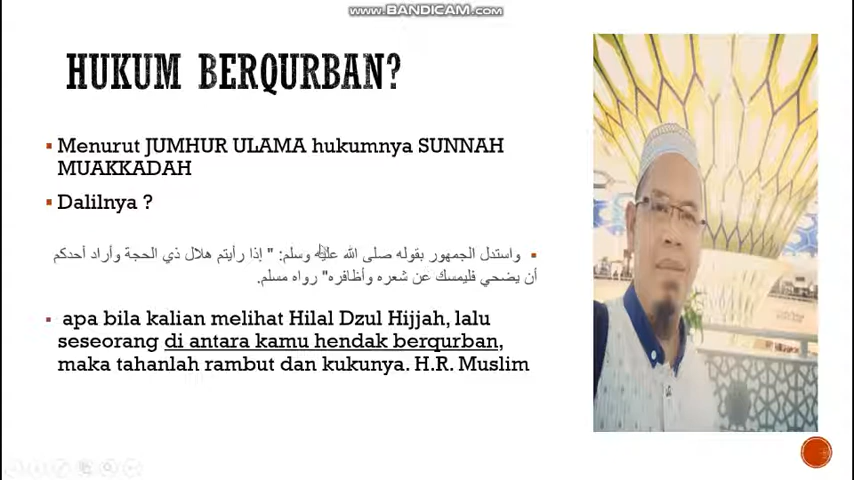 WWW.BANDICAM.COM
HUKUM BERQURBAN?
Menurut JUMHUR ULAMA hukumnya SUNNAH
MUAKKADAH
Dalilnya ?
واستدل الجمهور بقوله صلى الله عليه وسلم: " إذا رأيتم هلال ذي الحجة وأراد أحدكم
أن يضحي فليمسك عن شعره وأظافره" رواه مسلم.
apa bila kalian melihat Hilal Dzul Hijjah, lalu
seseorang di antara kamu hendak berqurban,
maka tahanlah rambut dan kukunya. H.R. Muslim